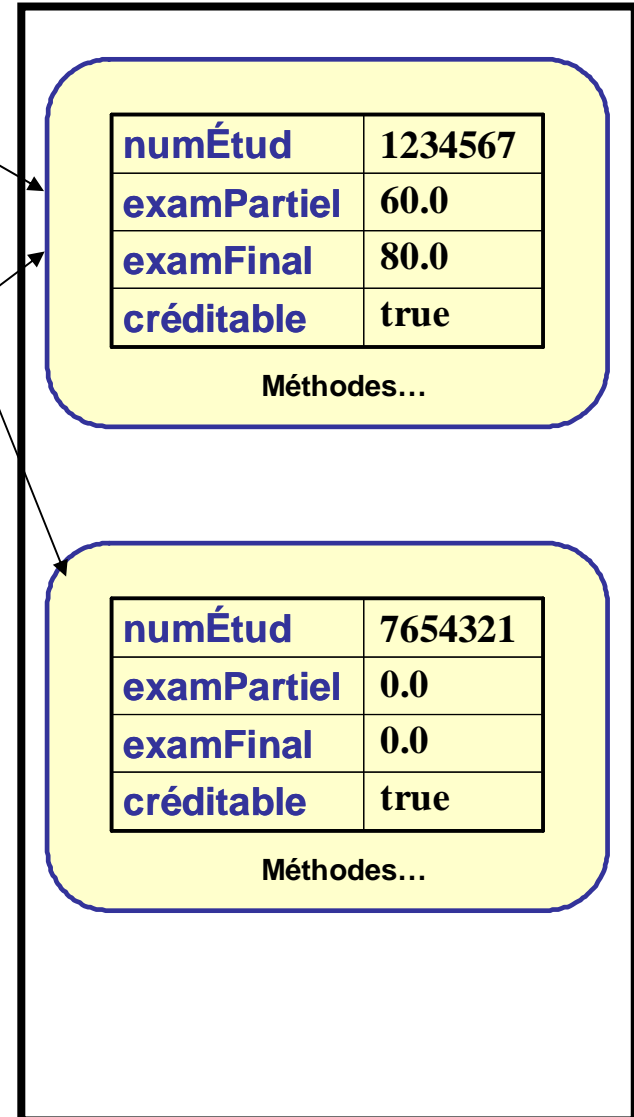 numÉtud 1234567
examPartiel 60.0
examFinal 80.0
créditable true
Méthodes…
numÉtud 7654321
examPartiel 0.0
examFinal 0.0
créditable true
Méthodes…